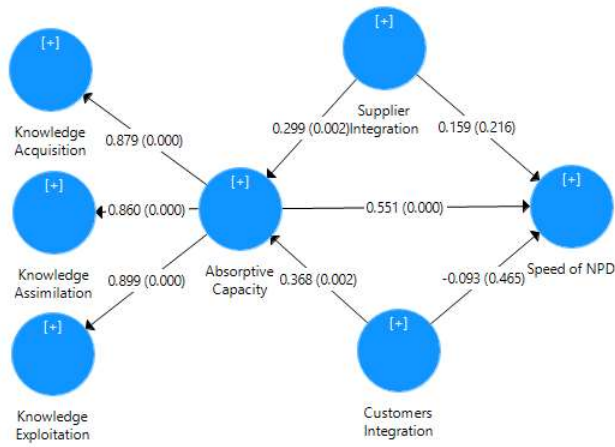 [+]
Knowledge
Acquisition
[+]
Supplier
Integration
0.879 (0.000)
0.299 (0.002)
0.159 (0.216)
[+]
Knowledge
Assimilation
0.860 (0.000)
[+]
Absorptive
Capacity
0.551 (0.000)
[+]
Speed of NPD
0.899 (0.000)
0.368 (0.002)
-0.093 (0.465)
[+]
Knowledge
Exploitation
[+]
Customers
Integration